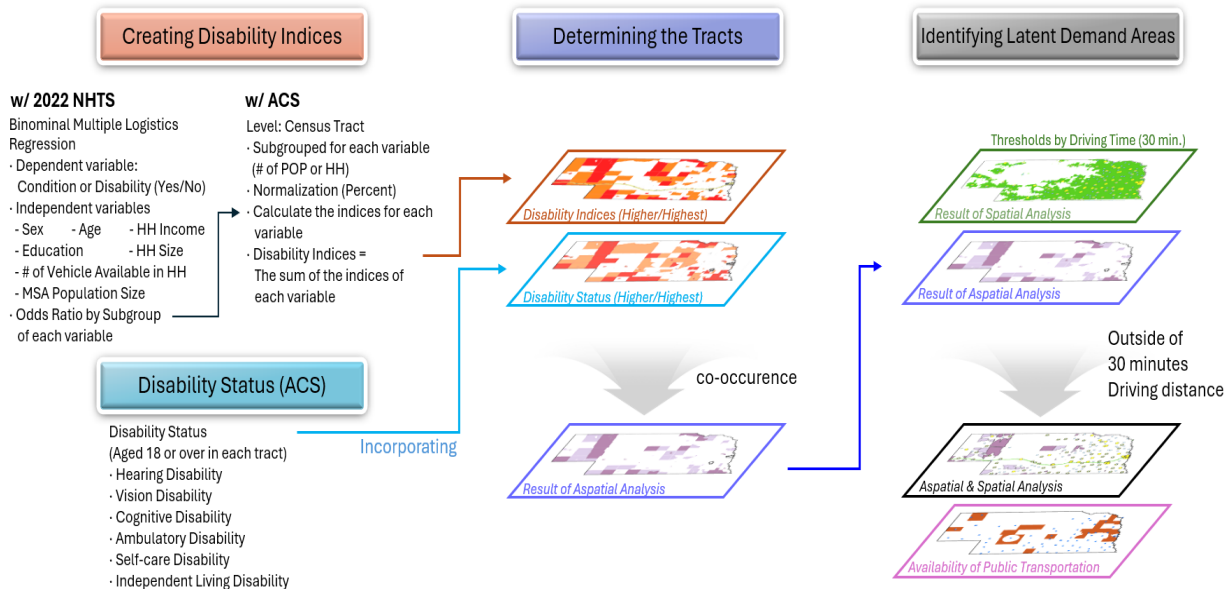 Creating Disability Indices
w/ 2022 NHTS
Binominal Multiple Logistics
Regression
· Dependent variable:
Condition or Disability (Yes/No)
· Independent variables
- Sex - Age - HH Income
- Education - HH Size
- # of Vehicle Available in HH
- MSA Population Size
· Odds Ratio by Subgroup
of each variable
w/ ACS
Level: Census Tract
· Subgrouped for each variable
(# of POP or HH)
· Normalization (Percent)
· Calculate the indices for each
variable
· Disability Indices =
The sum of the indices of
each variable
Disability Status (ACS)
Disability Status
(Aged 18 or over in each tract)
· Hearing Disability
· Vision Disability
· Cognitive Disability
· Ambulatory Disability
· Self-care Disability
· Independent Living Disability
Incorporating
Determining the Tracts
Disability Indices (Higher/Highest)
Disability Status (Higher/Highest)
co-occurence
Result of Aspatial Analysis
Identifying Latent Demand Areas
Thresholds by Driving Time (30 min.)
Result of Spatial Analysis
Result of Aspatial Analysis
Outside of
30 minutes
Driving distance
Aspatial & Spatial Analysis
Availability of Public Transportation